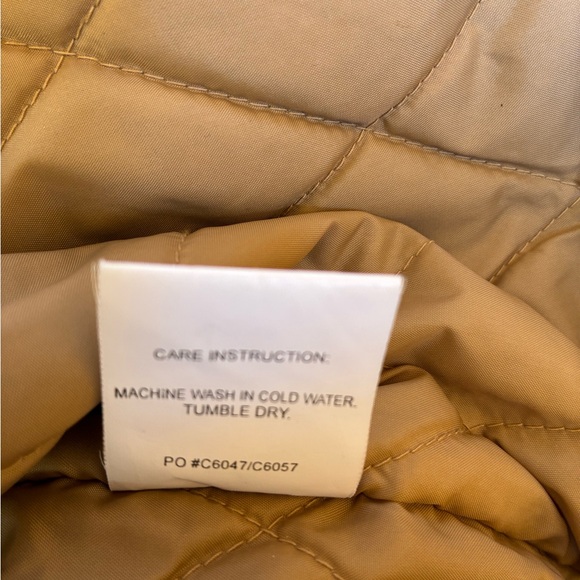 CARE INSTRUCTION:
MACHINE WASH IN COLD WATER.
TUMBLE DRY.
PO #C6047/C6057